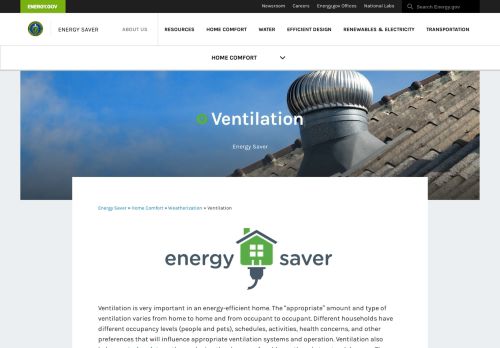 ENERGY.GOV
Newsroom Careers Energy.gov Offices National Labs Search Energy.gov
ENERGY SAVER ABOUT US RESOURCES HOME COMFORT WATER EFFICIENT DESIGN RENEWABLES & ELECTRICITY TRANSPORTATION
HOME COMFORT
Ventilation
Energy Saver
Energy Saver » Home Comfort » Weatherization » Ventilation
energy saver
Ventilation is very important in an energy-efficient home. The "appropriate" amount and type of
ventilation varies from home to home and from occupant to occupant. Different households have
different occupancy levels (people and pets), schedules, activities, health concerns, and other
preferences that will influence appropriate ventilation systems and operation. Ventilation also